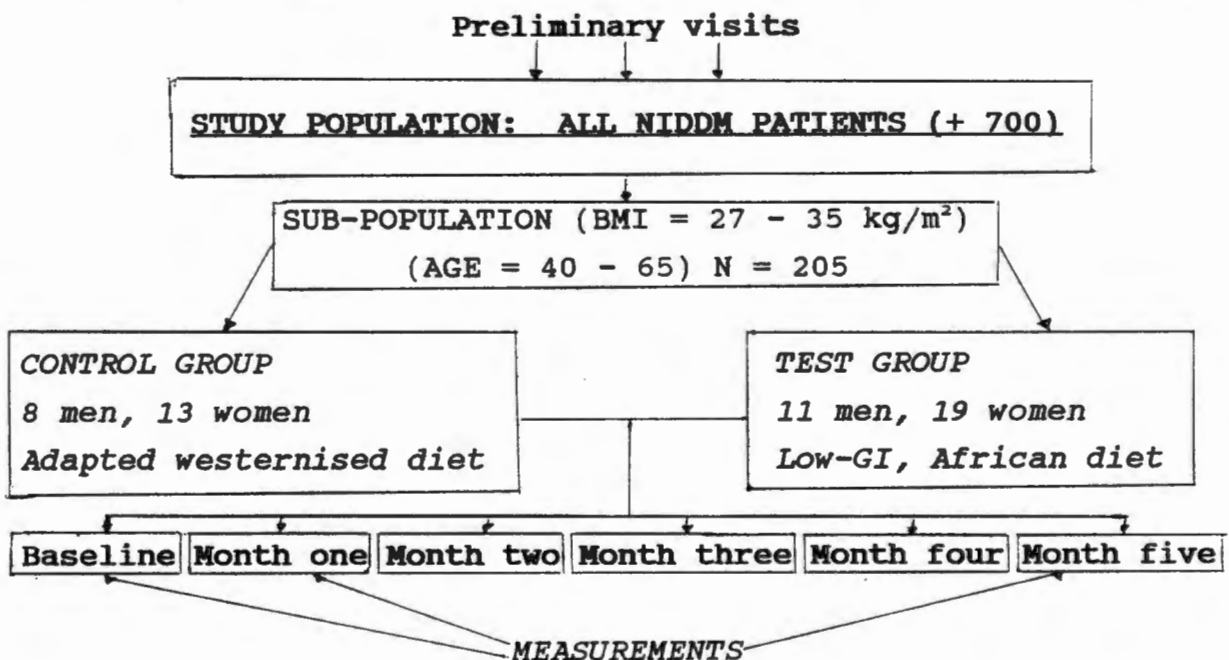 Preliminary visits
STUDY POPULATION: ALL NIDDM PATIENTS (+ 700)
SUB-POPULATION (BMI = 27 - 35 kg/m²)
(AGE = 40 - 65) N = 205
CONTROL GROUP
8 men, 13 women
Adapted westernised diet
TEST GROUP
11 men, 19 women
Low-GI, African diet
Baseline Month one Month two Month three Month four Month five
MEASUREMENTS